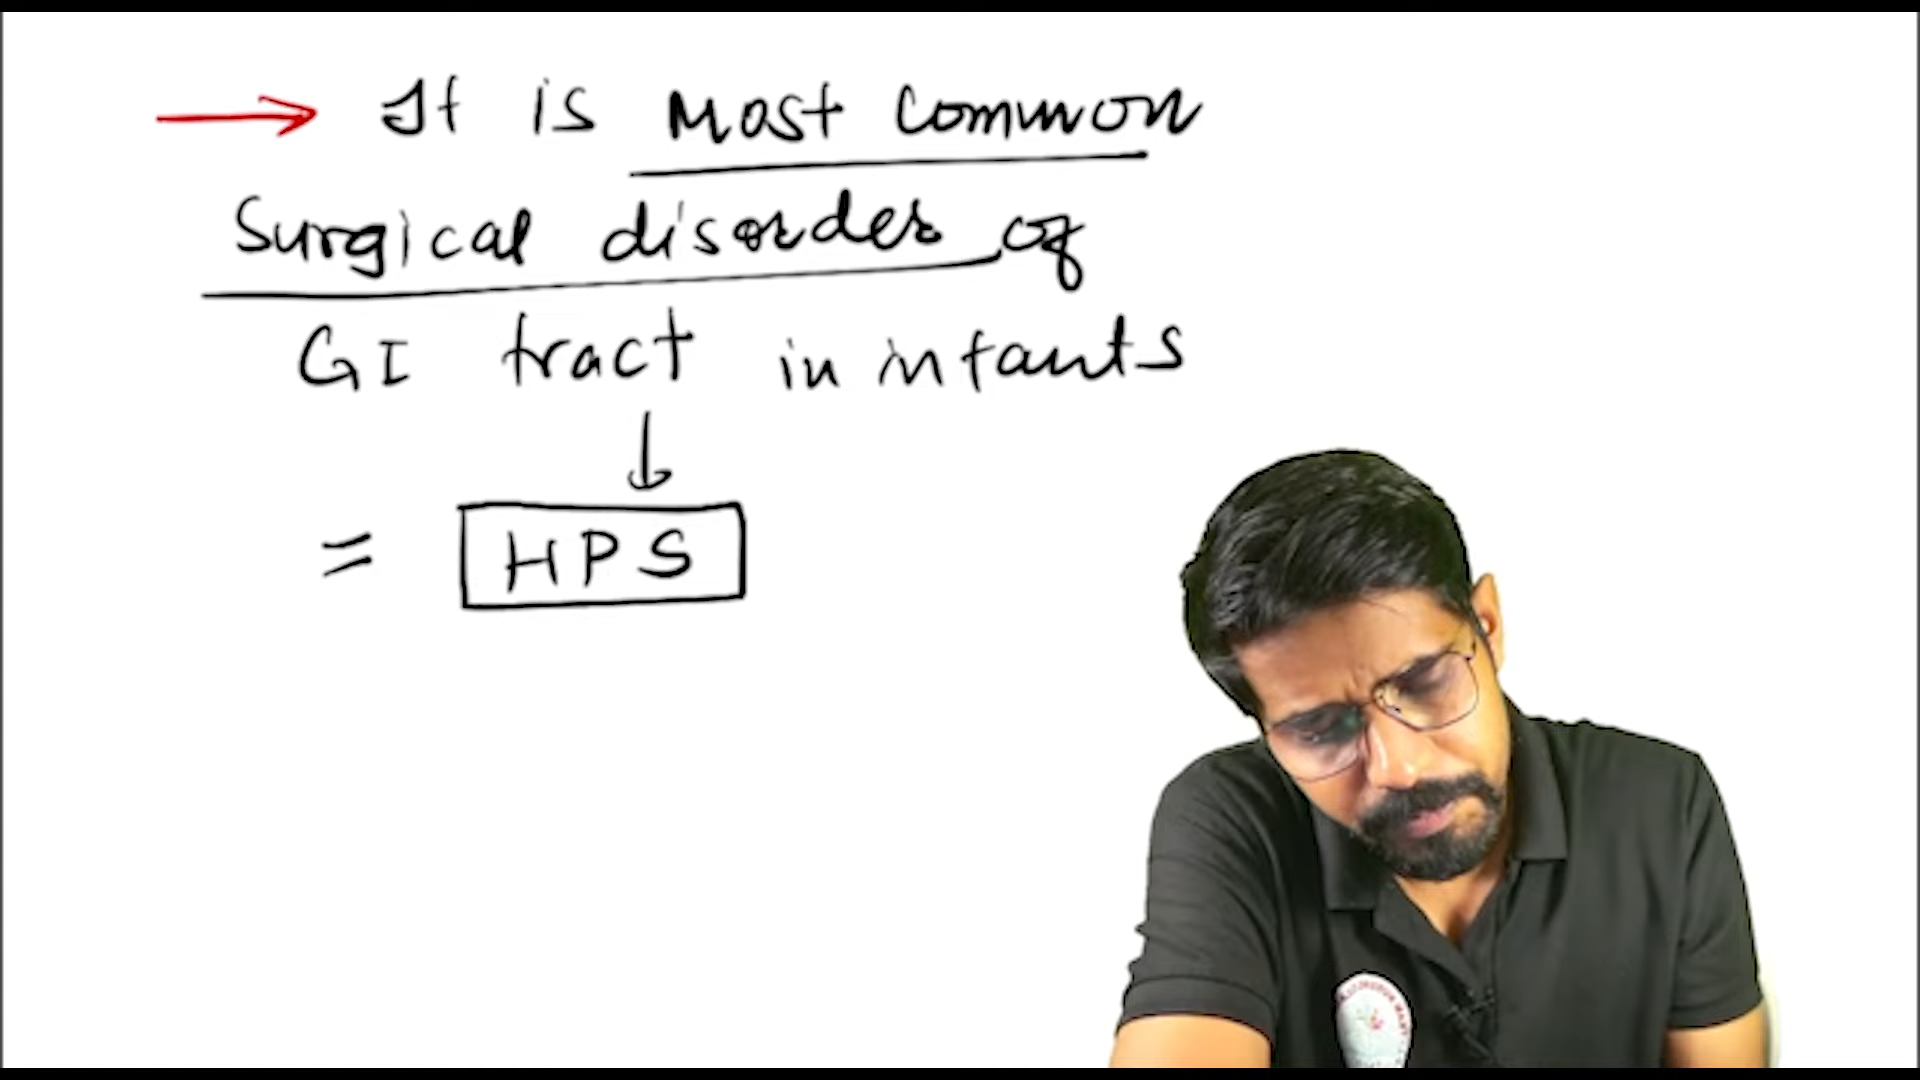 → It is Most Common
Surgical disorder of
GI tract in infants
↓
= HPS